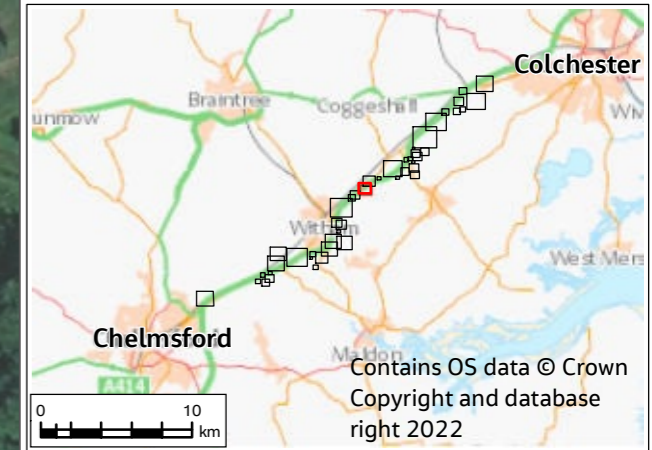 Colchester
Braintree
Coggeshall
unmow
Witham
West Mers
Chelmsford
Maldon
A414
Contains OS data © Crown
Copyright and database
right 2022
0 10
km